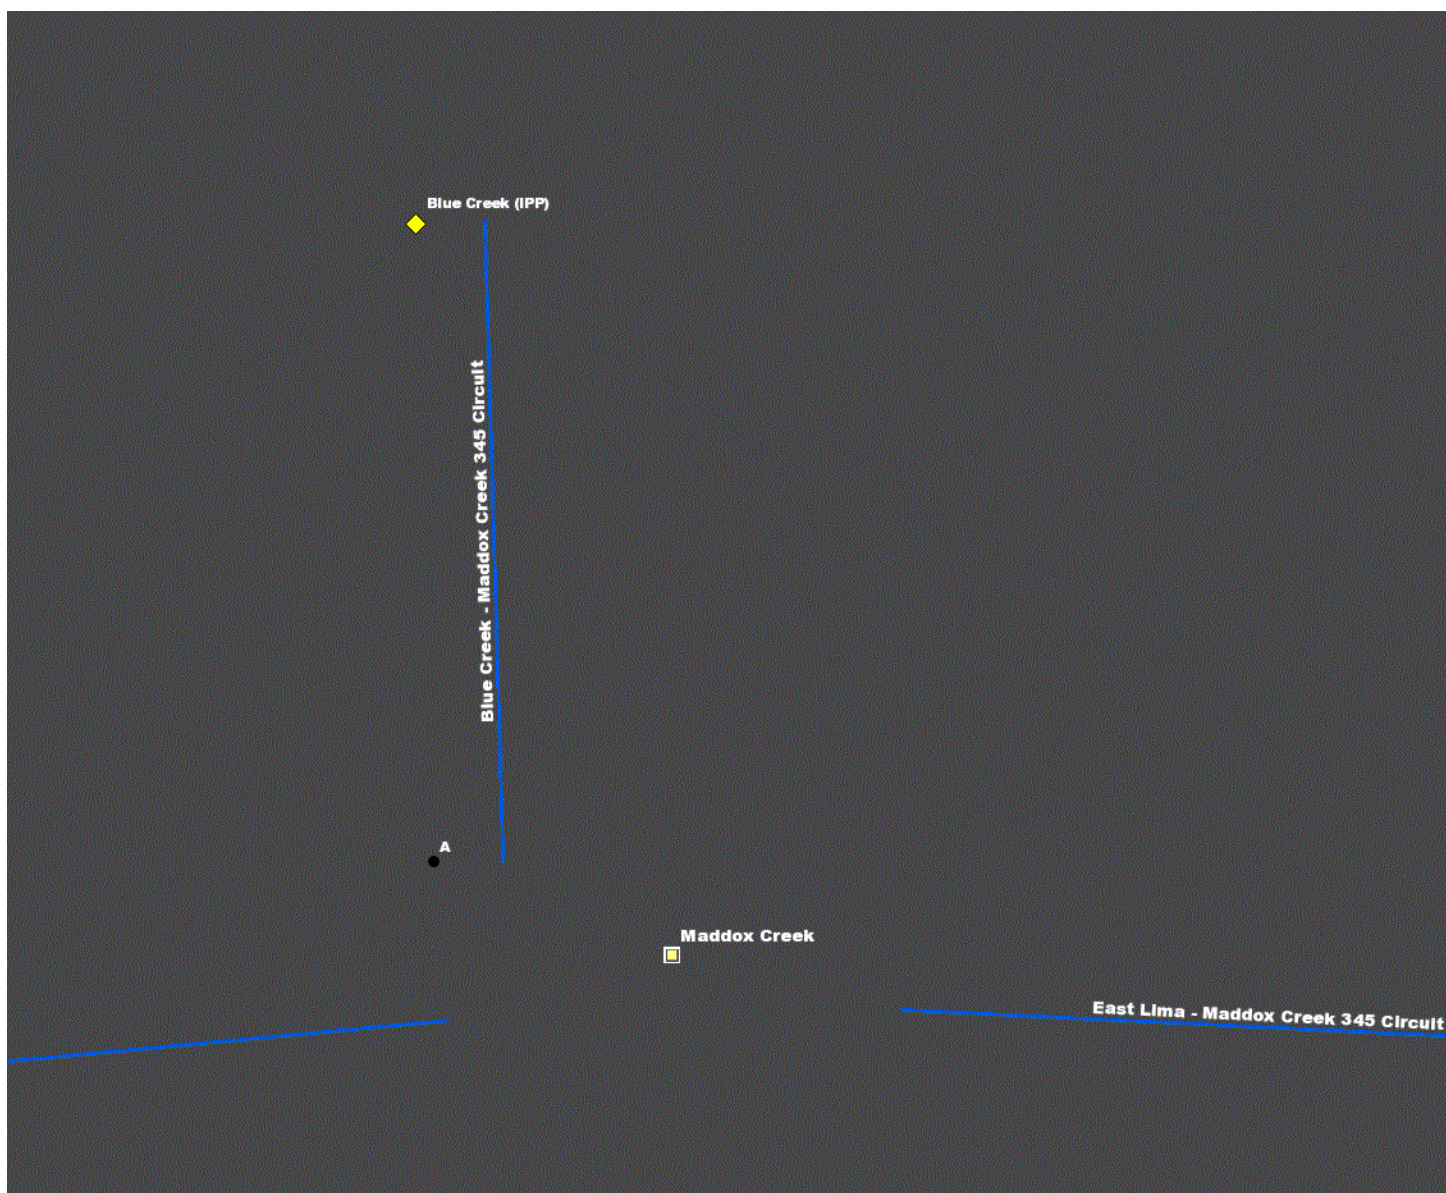 Blue Creek (IPP)
Blue Creek - Maddox Creek 345 Circuit
A
Maddox Creek
East Lima - Maddox Creek 345 Circuit